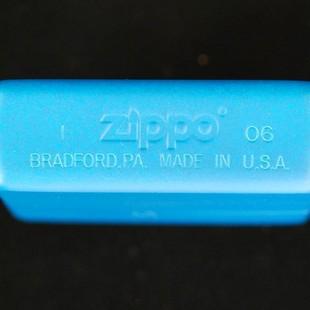 I zippo 06
BRADFORD,PA. MADE IN U.S.A.